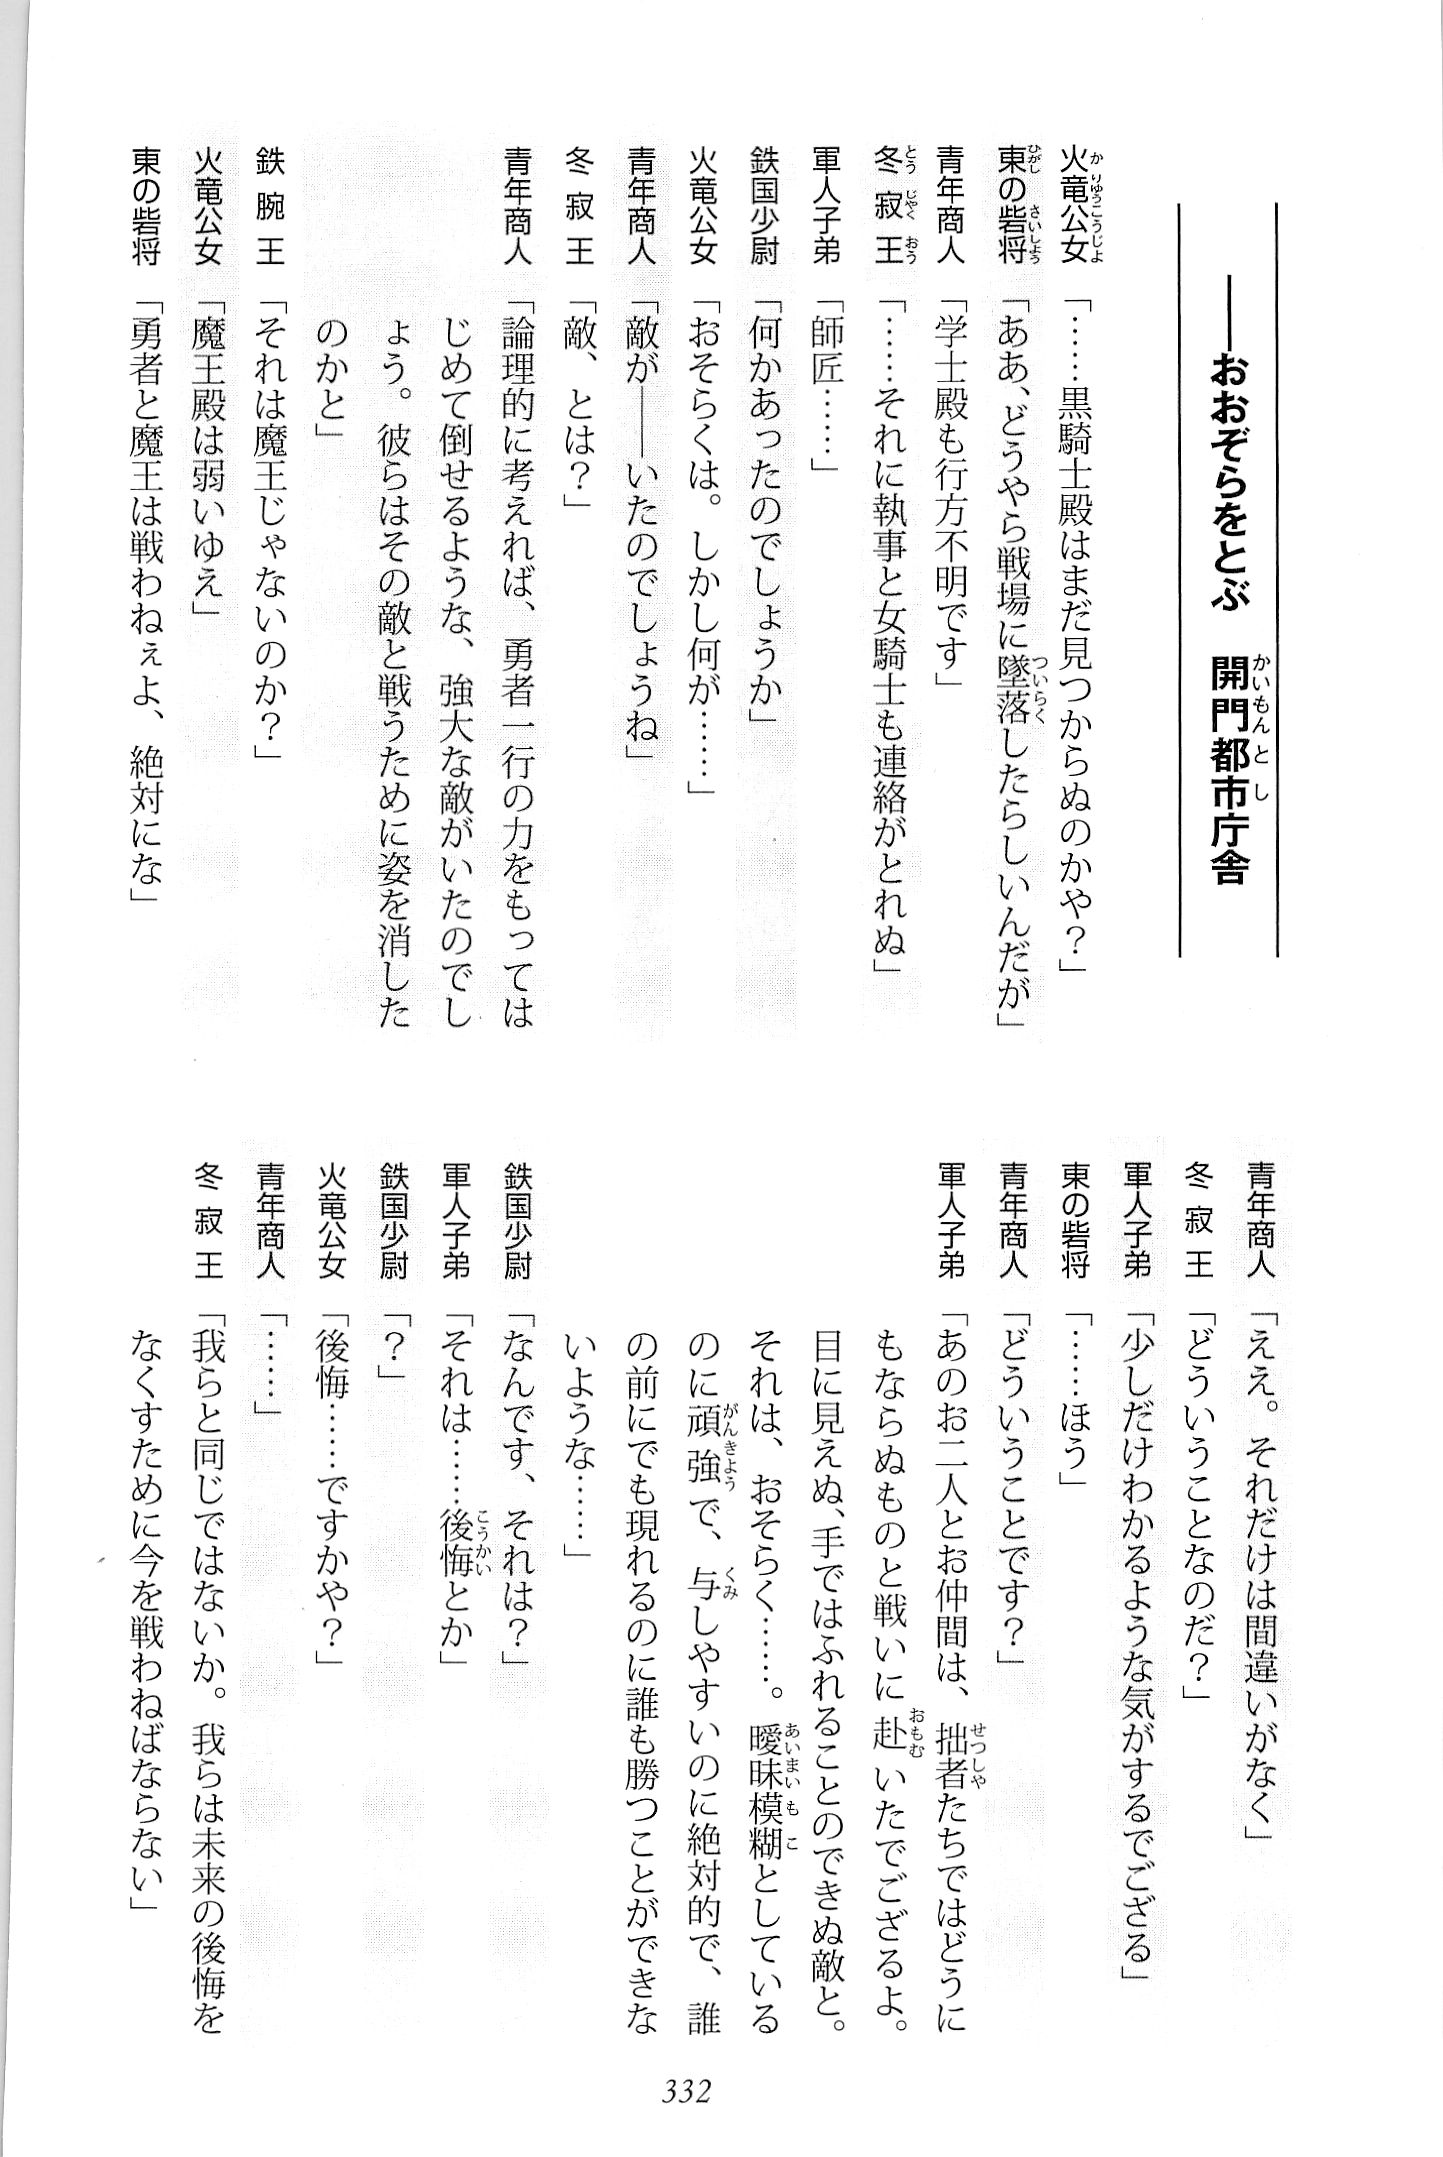 ――おおぞらをとぶ　開門都市庁舎
火竜公女「……黒騎士殿はまだ見つからぬのかや？」
東の砦将「ああ、どうやら戦場に墜落したらしいんだが」
青年商人「学士殿も行方不明です」
冬寂王「……それに執事と女騎士も連絡がとれぬ」
軍人子弟「師匠……」
鉄国少尉「何かあったのでしょうか」
火竜公女「おそらくは。しかし何が……」
青年商人「敵が――いたのでしょうね」
冬寂王「敵、とは？」
青年商人「論理的に考えれば、勇者一行の力をもっては
じめて倒せるような、強大な敵がいたのでし
ょう。彼らはその敵と戦うために姿を消した
のかと」
鉄腕王「それは魔王じゃないのか？」
火竜公女「魔王殿は弱いゆえ」
東の砦将「勇者と魔王は戦わねぇよ、絶対にな」
青年商人「ええ。それだけは間違いがなく」
冬寂王「どういうことなのだ？」
軍人子弟「少しだけわかるような気がするでござる」
東の砦将「……ほう」
青年商人「どういうことです？」
軍人子弟「あのお二人とお仲間は、拙者たちではどうに
もならぬものと戦いに赴いたでござるよ。
目に見えぬ、手ではふれることのできぬ敵と。
それは、おそらく……。曖昧模糊としている
のに頑強で、与しやすいのに絶対的で、誰
の前にでも現れるのに誰も勝つことができな
いような……」
鉄国少尉「なんです、それは？」
軍人子弟「それは……後悔とか」
鉄国少尉「？」
火竜公女「後悔……ですかや？」
青年商人「……」
冬寂王「我らと同じではないか。我らは未来の後悔を
なくすために今を戦わねばならない」
332